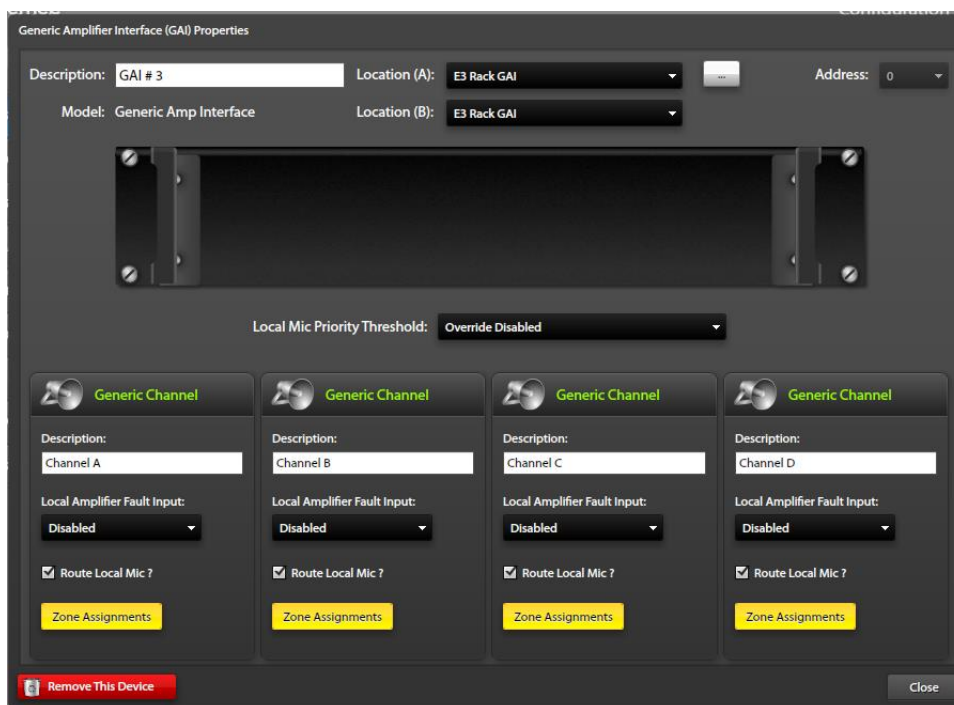 Configuration
Generic Amplifier Interface (GAI) Properties
Description: GAI # 3 Location (A): E3 Rack GAI ... Address: 0
Model: Generic Amp Interface Location (B): E3 Rack GAI
Local Mic Priority Threshold: Override Disabled
Generic Channel Generic Channel Generic Channel Generic Channel
Description: Description: Description: Description:
Channel A Channel B Channel C Channel D
Local Amplifier Fault Input: Local Amplifier Fault Input: Local Amplifier Fault Input: Local Amplifier Fault Input:
Disabled Disabled Disabled Disabled
Route Local Mic ? Route Local Mic ? Route Local Mic ? Route Local Mic ?
Zone Assignments Zone Assignments Zone Assignments Zone Assignments
Remove This Device Close